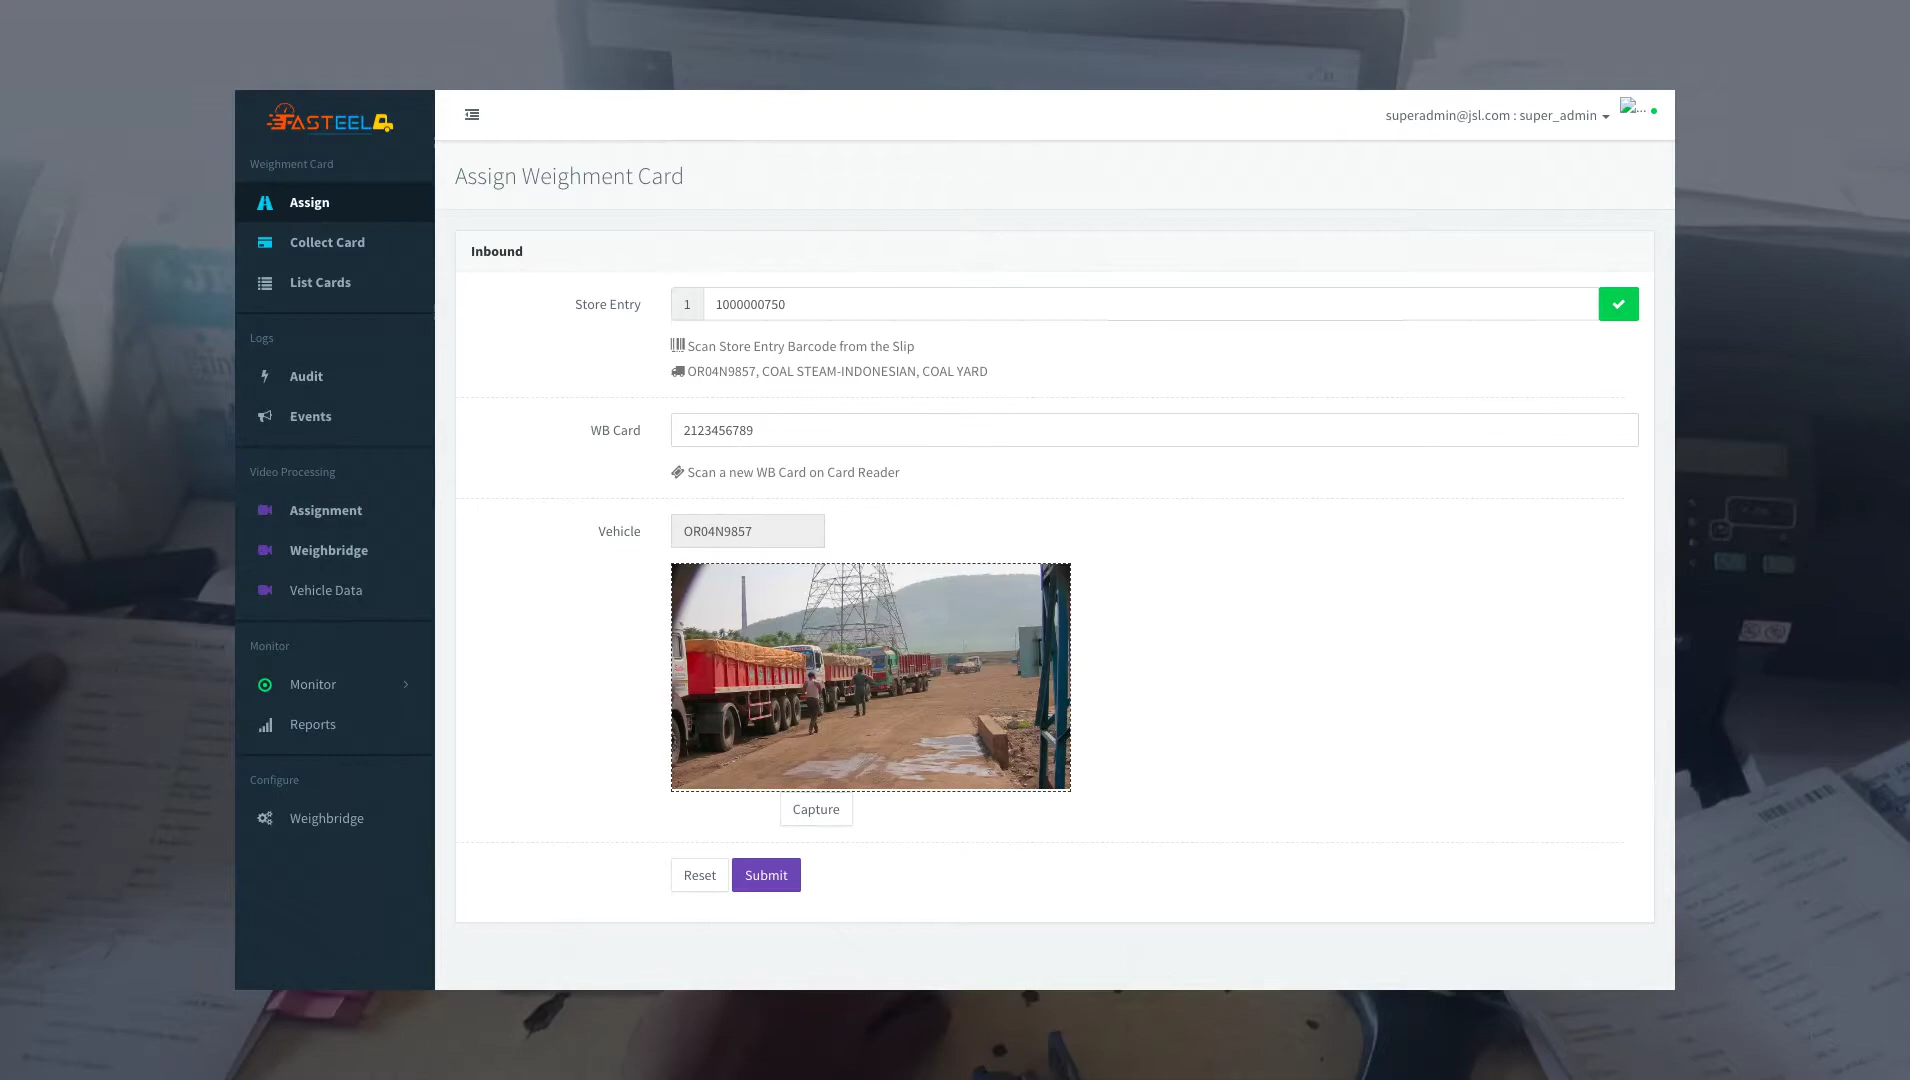 FASTEEL
superadmin@jsl.com : super_admin
...
Weighment Card
Assign
Collect Card
List Cards
Logs
Audit
Events
Video Processing
Assignment
Weighbridge
Vehicle Data
Monitor
Monitor
Reports
Configure
Weighbridge
Assign Weighment Card
Inbound
Store Entry
1
1000000750
Scan Store Entry Barcode from the Slip
OR04N9857, COAL STEAM-INDONESIAN, COAL YARD
WB Card
2123456789
Scan a new WB Card on Card Reader
Vehicle
OR04N9857
Capture
Reset
Submit